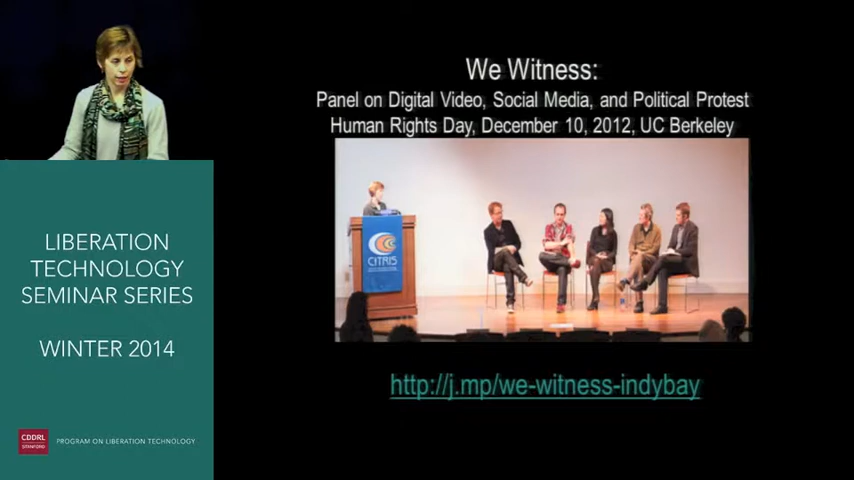 We Witness:
Panel on Digital Video, Social Media, and Political Protest
Human Rights Day, December 10, 2012, UC Berkeley
CITRIS
http://j.mp/we-witness-indybay
LIBERATION
TECHNOLOGY
SEMINAR SERIES
WINTER 2014
CDDRL
STANFORD
PROGRAM ON LIBERATION TECHNOLOGY